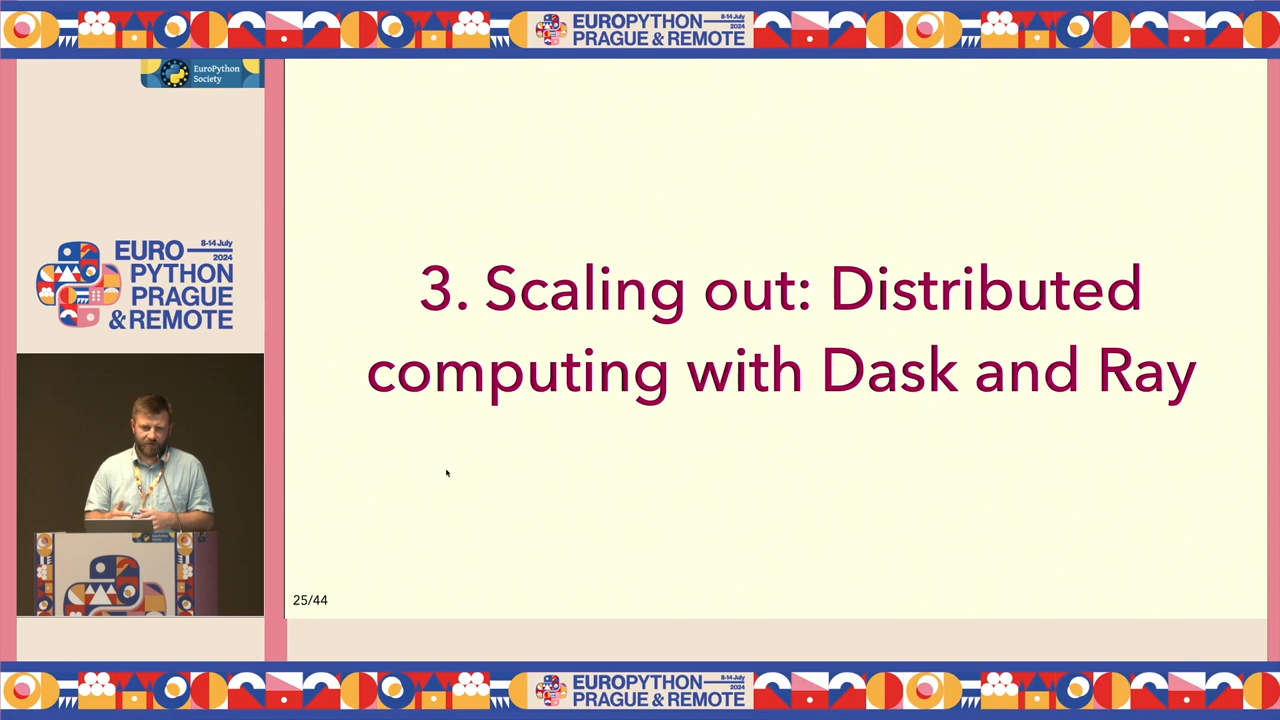 EUROPYTHON
8-14 July
2024
PRAGUE & REMOTE
EuroPython
Society
3. Scaling out: Distributed
computing with Dask and Ray
EURO
8-14 July
2024
PYTHON
PRAGUE
& REMOTE
25/44
EUROPYTHON
8-14 July
2024
PRAGUE & REMOTE